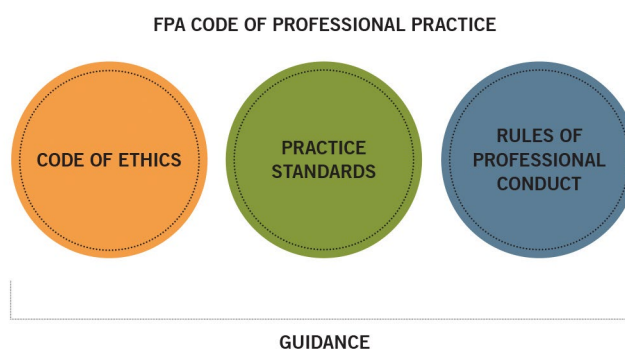 FPA CODE OF PROFESSIONAL PRACTICE
CODE OF ETHICS
PRACTICE
STANDARDS
RULES OF
PROFESSIONAL
CONDUCT
GUIDANCE